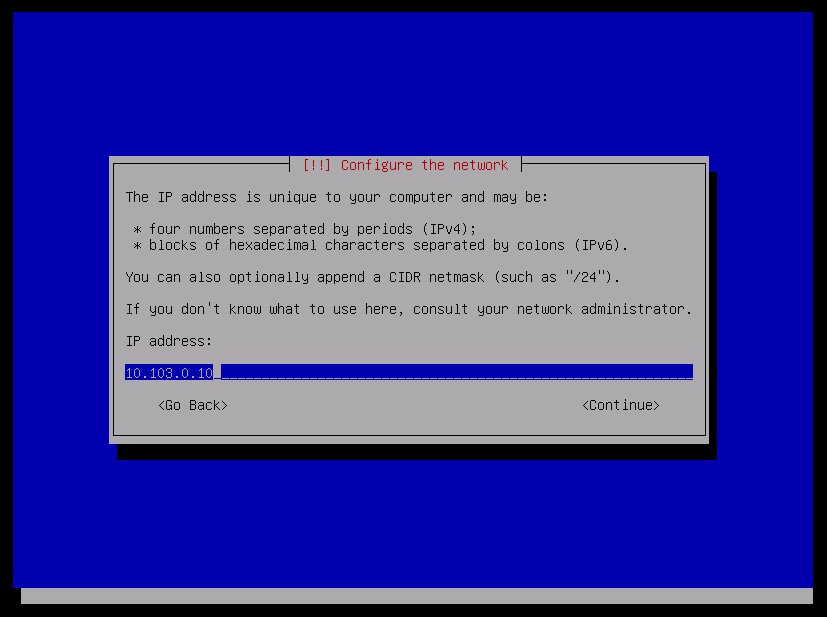 [!!] Configure the network
The IP address is unique to your computer and may be:
* four numbers separated by periods (IPv4);
* blocks of hexadecimal characters separated by colons (IPv6).
You can also optionally append a CIDR netmask (such as "/24").
If you don't know what to use here, consult your network administrator.
IP address:
10.103.0.10
<Go Back> <Continue>